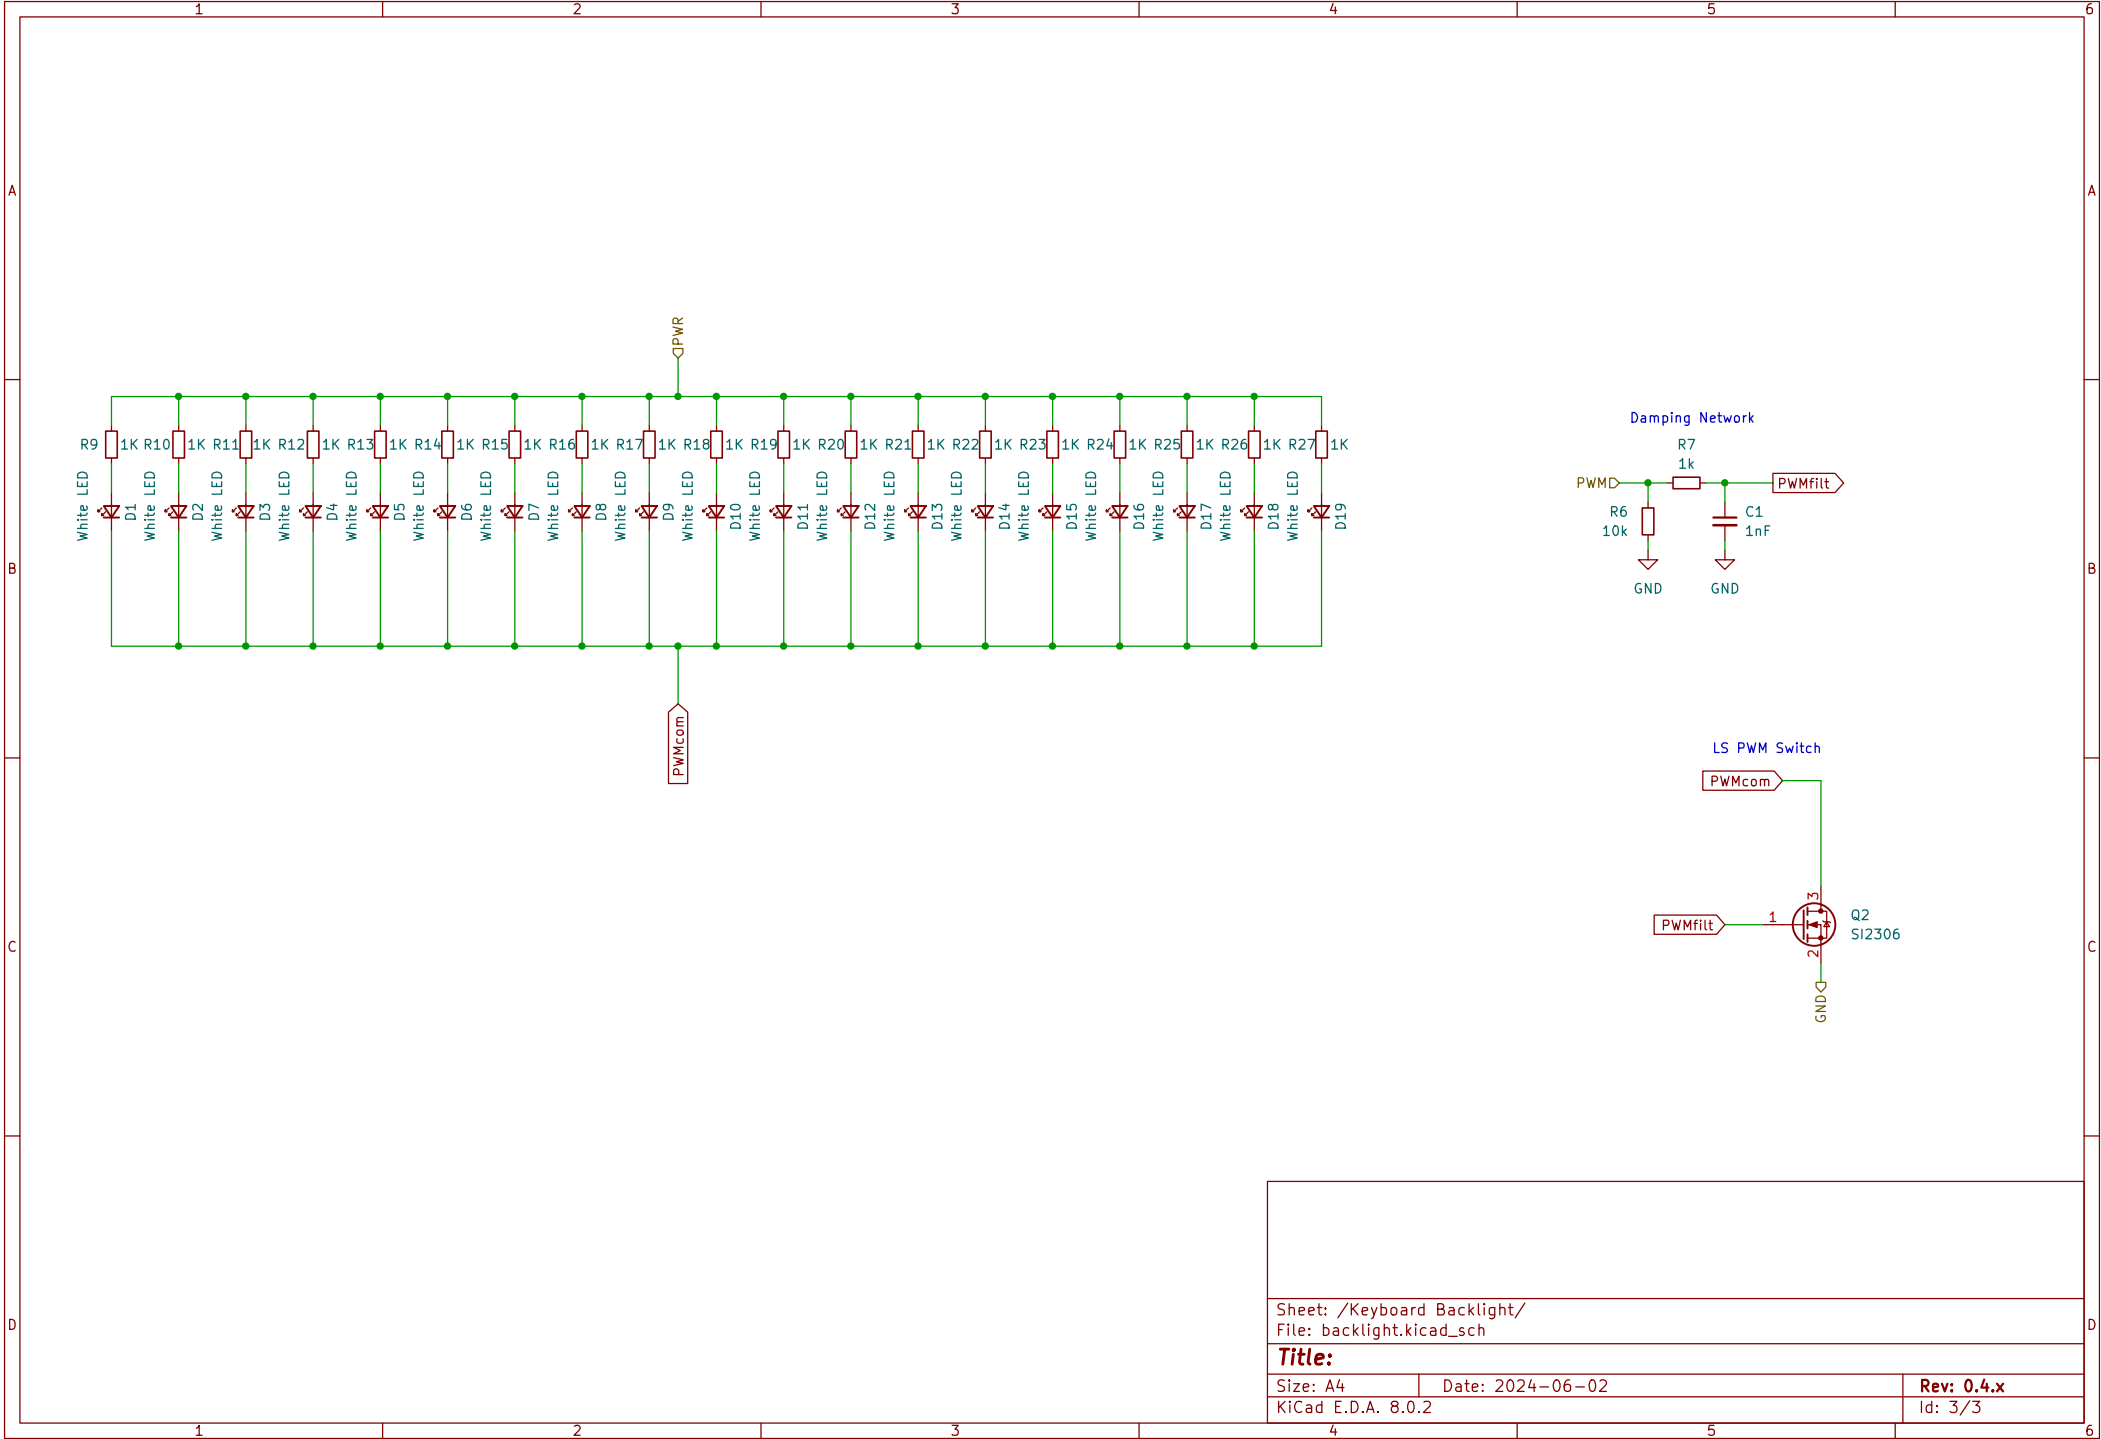 1 2 3 4 5 6
A A
PWR
Damping Network
R9 1K R10 1K R11 1K R12 1K R13 1K R14 1K R15 1K R16 1K R17 1K R18 1K R19 1K R20 1K R21 1K R22 1K R23 1K R24 1K R25 1K R26 1K R27 1K
R7
1k
White LED D1 White LED D2 White LED D3 White LED D4 White LED D5 White LED D6 White LED D7 White LED D8 White LED D9 White LED D10 White LED D11 White LED D12 White LED D13 White LED D14 White LED D15 White LED D16 White LED D17 White LED D18 White LED D19
PWM PWMfilt
R6 C1
10k 1nF
B B
GND GND
PWMcom
LS PWM Switch
PWMcom
3
PWMfilt 1 Q2
SI2306
2
C C
GND
Sheet: /Keyboard Backlight/
File: backlight.kicad_sch
D D
Title:
Size: A4 Date: 2024-06-02 Rev: 0.4.x
KiCad E.D.A. 8.0.2 Id: 3/3
1 2 3 4 5 6